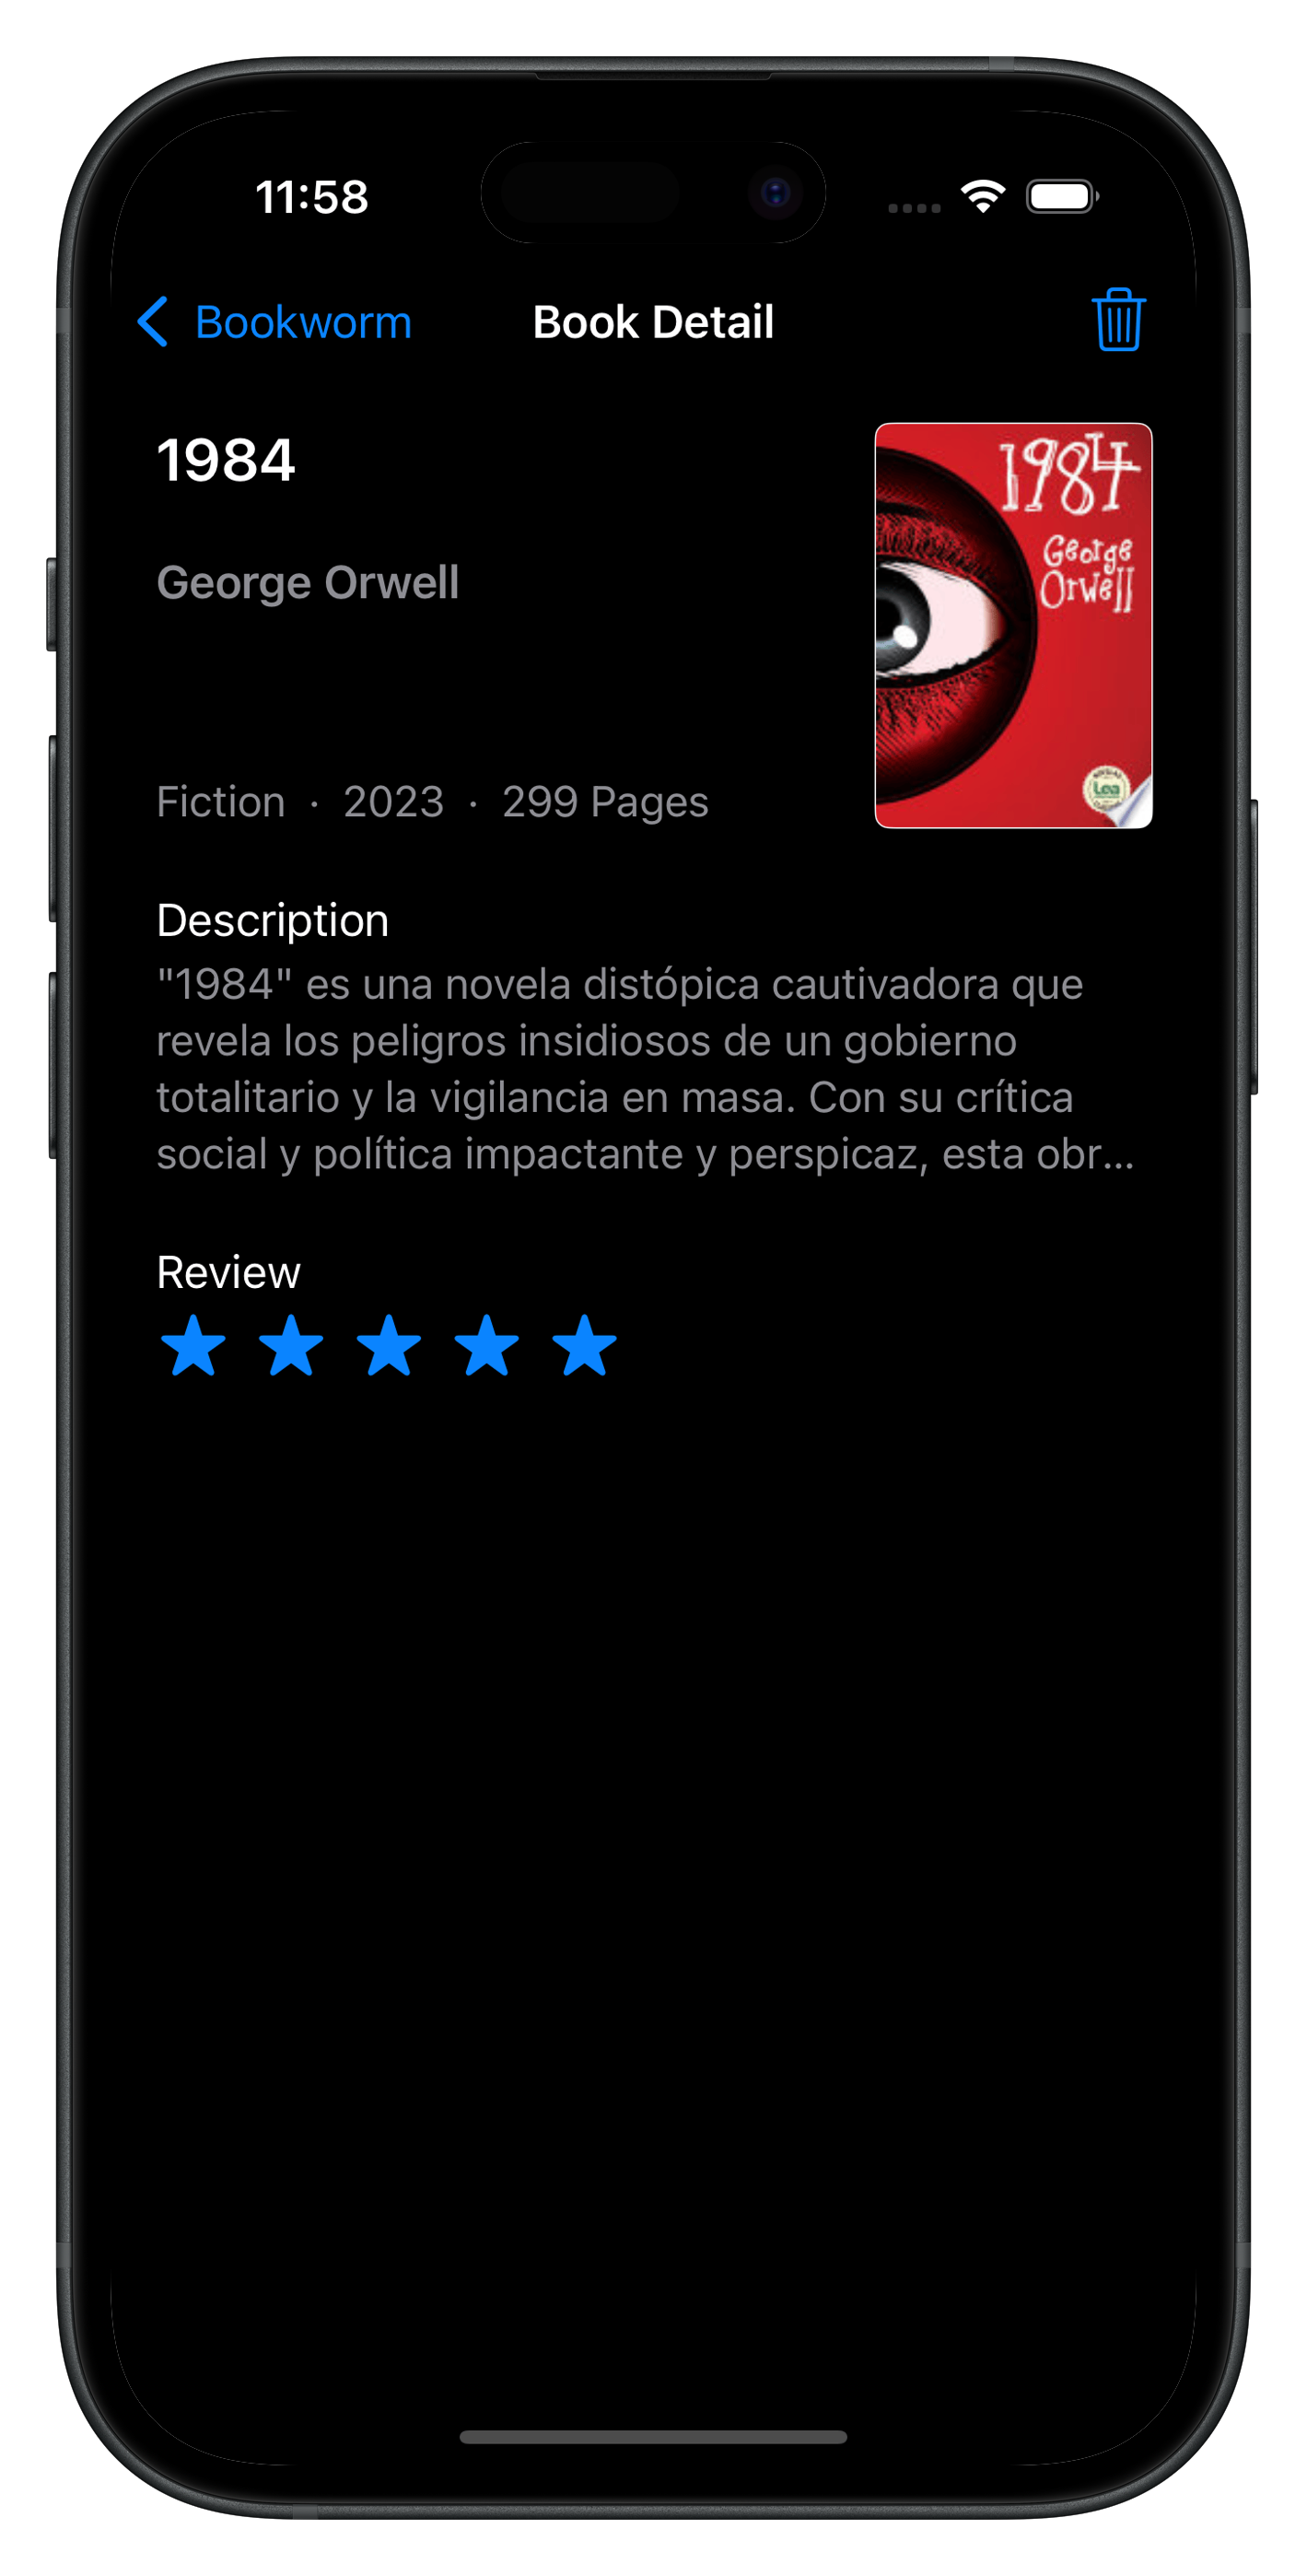 11:58
Bookworm
Book Detail
1984
George Orwell
Fiction · 2023 · 299 Pages
1984
George
Orwell
Lea
Description
"1984" es una novela distópica cautivadora que
revela los peligros insidiosos de un gobierno
totalitario y la vigilancia en masa. Con su crítica
social y política impactante y perspicaz, esta obr...
Review